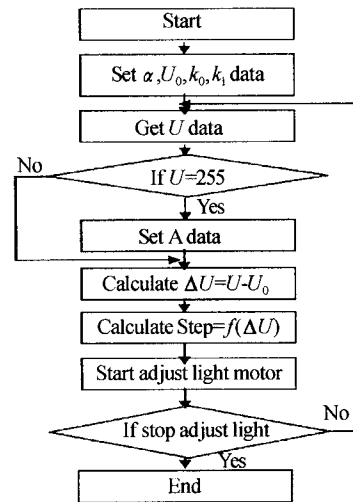 Start
Set α,U₀,k₀,k₁ data
Get U data
No
If U=255
Yes
Set A data
Calculate ΔU=U-U₀
Calculate Step=f(ΔU)
Start adjust light motor
No
If stop adjust light
Yes
End